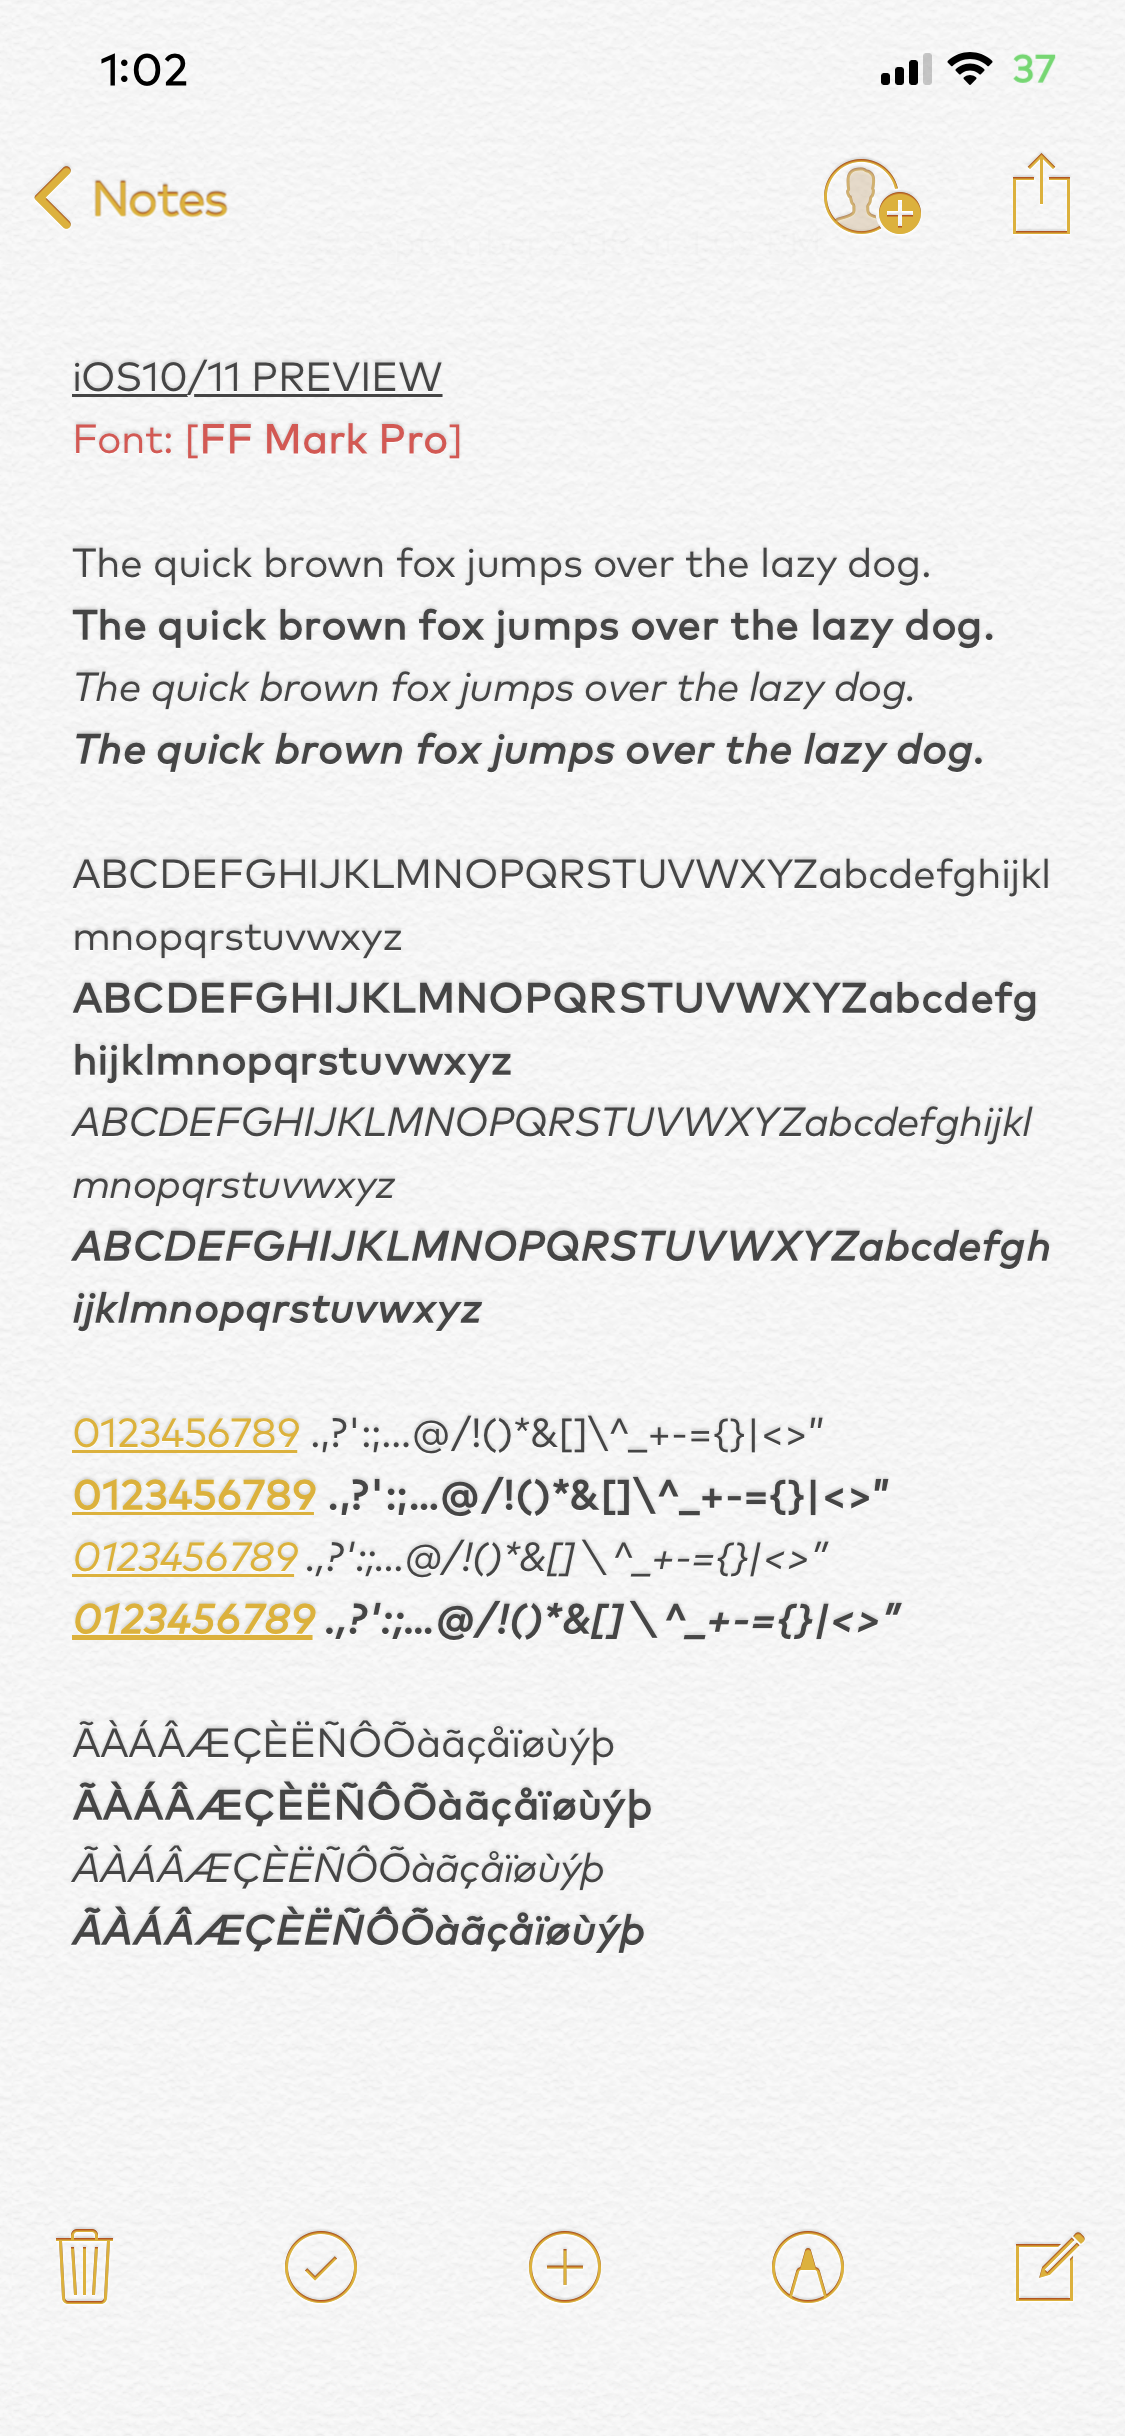 1:02
37
Notes
iOS10/11 PREVIEW
Font: [FF Mark Pro]
The quick brown fox jumps over the lazy dog.
The quick brown fox jumps over the lazy dog.
The quick brown fox jumps over the lazy dog.
The quick brown fox jumps over the lazy dog.
ABCDEFGHIJKLMNOPQRSTUVWXYZabcdefghijkl
mnopqrstuvwxyz
ABCDEFGHIJKLMNOPQRSTUVWXYZabcdefg
hijklmnopqrstuvwxyz
ABCDEFGHIJKLMNOPQRSTUVWXYZabcdefghijkl
mnopqrstuvwxyz
ABCDEFGHIJKLMNOPQRSTUVWXYZabcdefgh
ijklmnopqrstuvwxyz
0123456789 .,?':;...@/!()*&[]\^_+-={}|<>"
0123456789 .,?':;...@/!()*&[]\^_+-={}|<>"
0123456789 .,?':;...@/!()*&[]\^_+-={}|<>"
0123456789 .,?':;...@/!()*&[]\^_+-={}|<>"
ÃÀÁÂÆÇÈËÑÔÕàãçåïøùýþ
ÃÀÁÂÆÇÈËÑÔÕàãçåïøùýþ
ÃÀÁÂÆÇÈËÑÔÕàãçåïøùýþ
ÃÀÁÂÆÇÈËÑÔÕàãçåïøùýþ